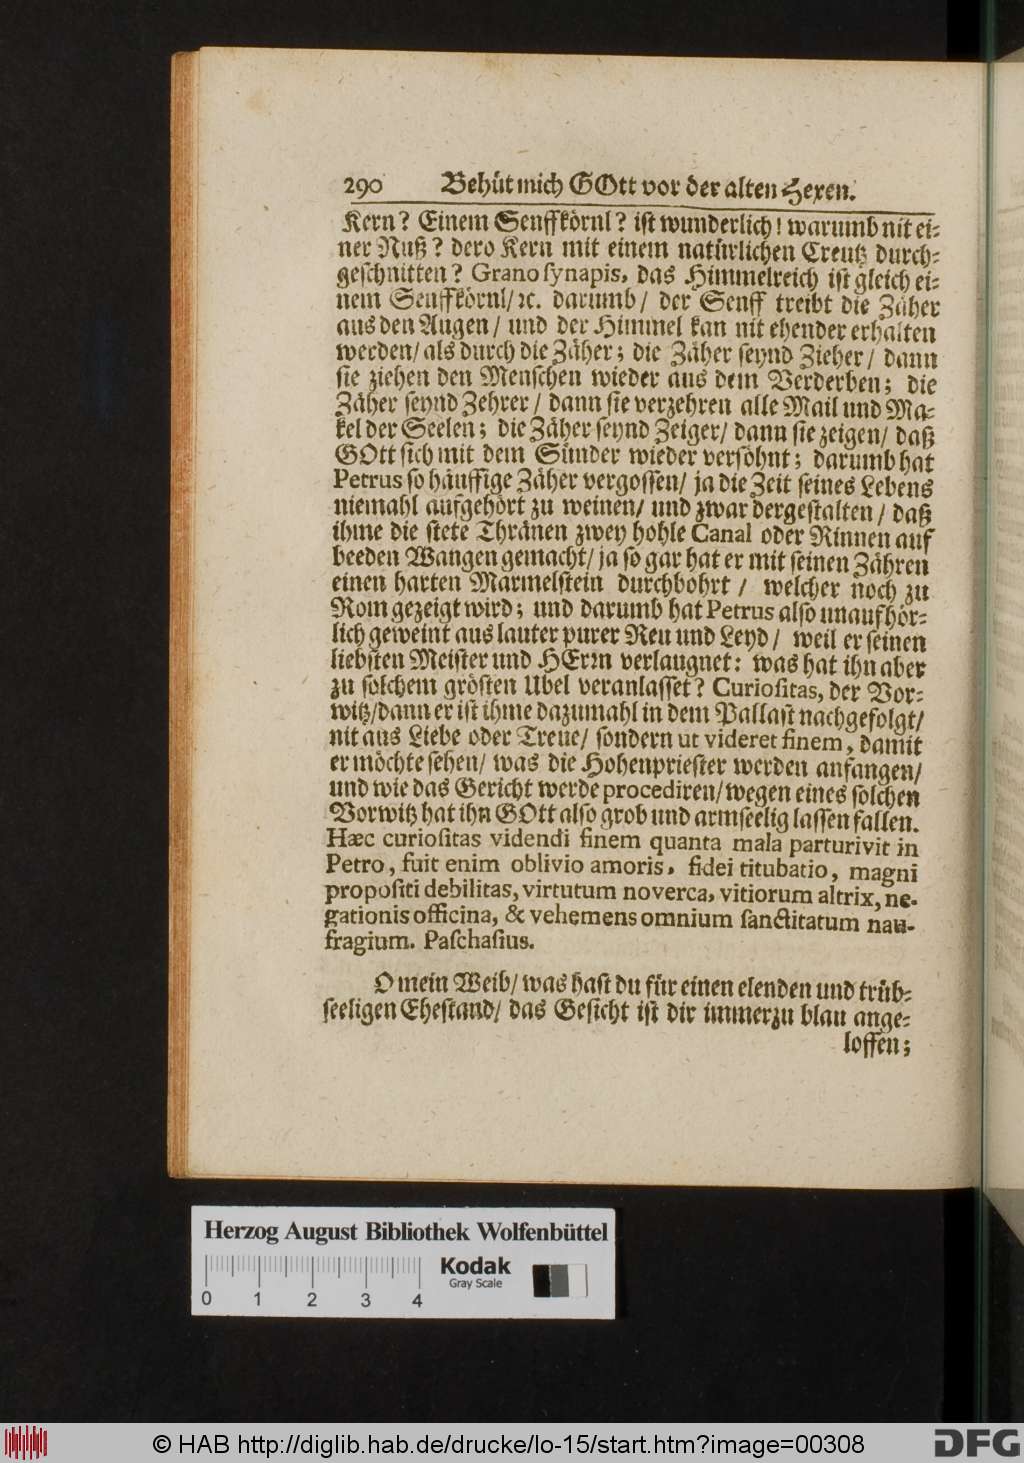 290 Behüt mich GOtt vor der alten Hexen.
Kern? Einem Senffkörnl? ist wunderlich! warumb nit ei-
ner Nuß? dero Kern mit einem natürlichen Creutz durch-
geschnitten? Grano synapis, das Himmelreich ist gleich ei-
nem Senffkörnl/ ꝛc. darumb/ der Senff treibt die Zäher
aus den Augen/ und der Himmel kan nit ehender erhalten
werden/ als durch die Zäher; die Zäher seynd Zieher/ dann
sie ziehen den Menschen wieder aus dem Verderben; die
Zäher seynd Zehrer/ dann sie verzehren alle Mail und Ma-
kel der Seelen; die Zäher seynd Zeiger/ dann sie zeigen/ daß
GOtt sich mit dem Sünder wieder versöhnt; darumb hat
Petrus so häuffige Zäher vergossen/ ja die Zeit seines Lebens
niemahl aufgehört zu weinen/ und zwar dergestalten/ daß
ihme die stete Thränen zwey hohle Canal oder Rinnen auf
beeden Wangen gemacht/ ja so gar hat er mit seinen Zähren
einen harten Marmelstein durchbohrt/ welcher noch zu
Rom gezeigt wird; und darumb hat Petrus also unaufhör-
lich geweint aus lauter purer Reu und Leyd/ weil er seinen
liebsten Meister und HErꝛn verlaugnet: was hat ihn aber
zu solchem grösten Ubel veranlasset? Curiositas, der Vor-
witz/ dann er ist ihme dazumahl in dem Pallast nachgefolgt/
nit aus Liebe oder Treue/ sondern ut videret finem, damit
er möchte sehen/ was die Hohenpriester werden anfangen/
und wie das Gericht werde procediren/ wegen eines solchen
Vorwitz hat ihn GOtt also grob und armseelig lassen fallen.
Hæc curiositas videndi finem quanta mala parturivit in
Petro, fuit enim oblivio amoris, fidei titubatio, magni
propositi debilitas, virtutum noverca, vitiorum altrix, ne-
gationis officina, & vehemens omnium sanctitatum nau-
fragium. Paschasius.
O mein Weib/ was hast du für einen elenden und trüb-
seeligen Ehestand/ das Gesicht ist dir immerzu blau ange-
loffen;
Herzog August Bibliothek Wolfenbüttel
Kodak
Gray Scale
0 1 2 3 4
© HAB http://diglib.hab.de/drucke/lo-15/start.htm?image=00308
DFG